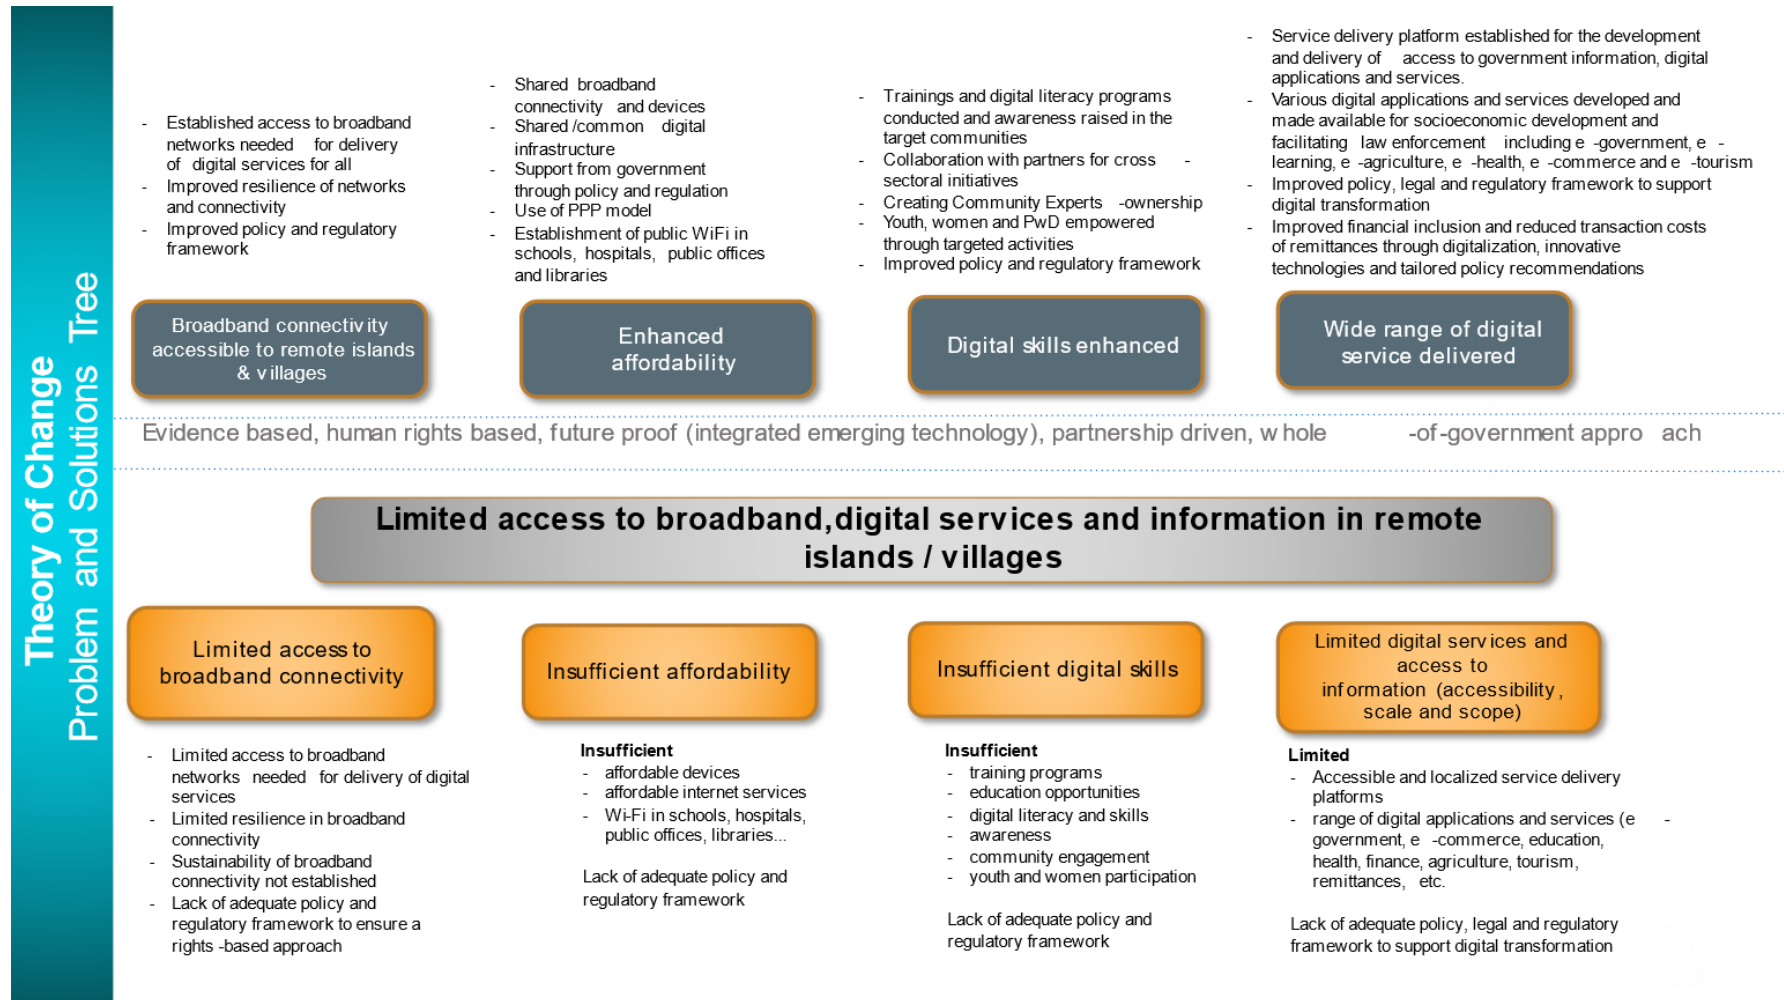 Theory of Change
Problem and Solutions Tree
- Established access to broadband
networks needed for delivery
of digital services for all
- Improved resilience of networks
and connectivity
- Improved policy and regulatory
framework
Broadband connectivity
accessible to remote islands
& villages
- Shared broadband
connectivity and devices
- Shared /common digital
infrastructure
- Support from government
through policy and regulation
- Use of PPP model
- Establishment of public WiFi in
schools, hospitals, public offices
and libraries
Enhanced
affordability
- Trainings and digital literacy programs
conducted and awareness raised in the
target communities
- Collaboration with partners for cross -
sectoral initiatives
- Creating Community Experts -ownership
- Youth, women and PwD empowered
through targeted activities
- Improved policy and regulatory framework
Digital skills enhanced
- Service delivery platform established for the development
and delivery of access to government information, digital
applications and services.
- Various digital applications and services developed and
made available for socioeconomic development and
facilitating law enforcement including e -government, e -
learning, e -agriculture, e -health, e -commerce and e -tourism
- Improved policy, legal and regulatory framework to support
digital transformation
- Improved financial inclusion and reduced transaction costs
of remittances through digitalization, innovative
technologies and tailored policy recommendations
Wide range of digital
service delivered
Evidence based, human rights based, future proof (integrated emerging technology), partnership driven, whole -of-government appro ach
Limited access to broadband,digital services and information in remote
islands / villages
Limited access to
broadband connectivity
- Limited access to broadband
networks needed for delivery of digital
services
- Limited resilience in broadband
connectivity
- Sustainability of broadband
connectivity not established
- Lack of adequate policy and
regulatory framework to ensure a
rights -based approach
Insufficient affordability
Insufficient
- affordable devices
- affordable internet services
- Wi-Fi in schools, hospitals,
public offices, libraries...
Lack of adequate policy and
regulatory framework
Insufficient digital skills
Insufficient
- training programs
- education opportunities
- digital literacy and skills
- awareness
- community engagement
- youth and women participation
Lack of adequate policy and
regulatory framework
Limited digital services and
access to
information (accessibility,
scale and scope)
Limited
- Accessible and localized service delivery
platforms
- range of digital applications and services (e -
government, e -commerce, education,
health, finance, agriculture, tourism,
remittances, etc.
Lack of adequate policy, legal and regulatory
framework to support digital transformation